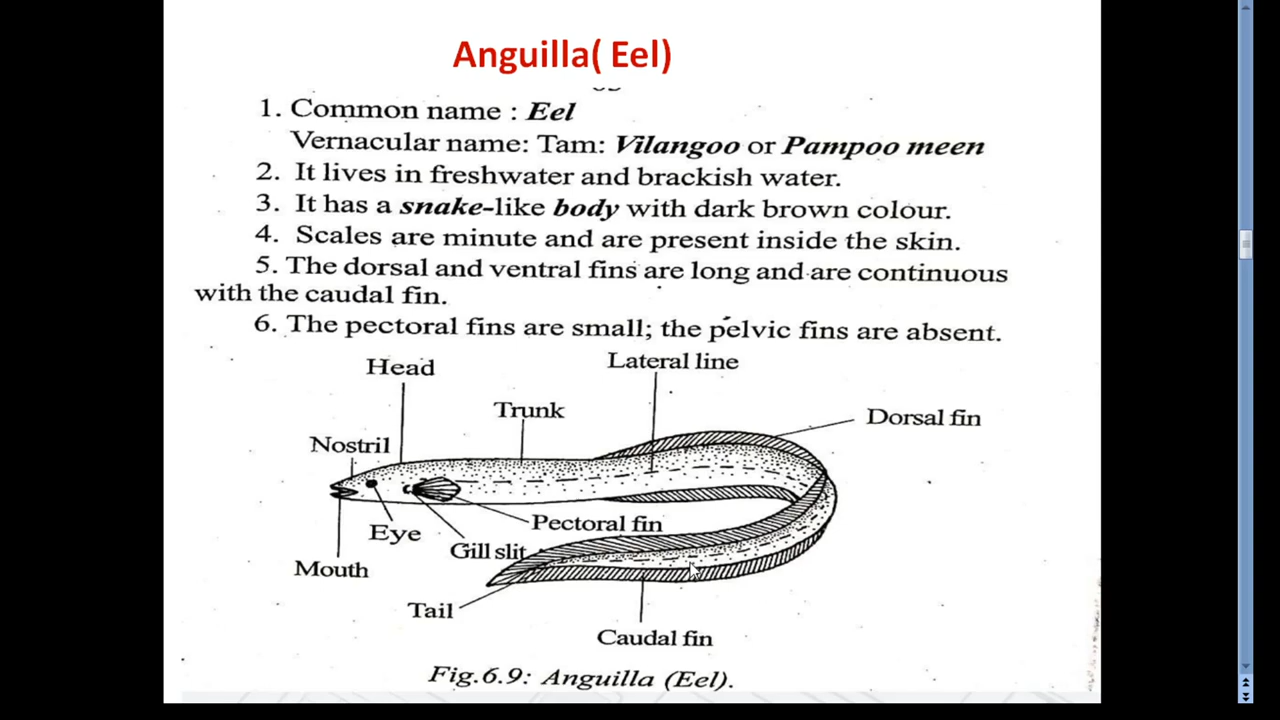 Anguilla( Eel)
1. Common name : Eel
Vernacular name: Tam: Vilangoo or Pampoo meen
2. It lives in freshwater and brackish water.
3. It has a snake-like body with dark brown colour.
4. Scales are minute and are present inside the skin.
5. The dorsal and ventral fins are long and are continuous
with the caudal fin.
6. The pectoral fins are small; the pelvic fins are absent.
Head
Lateral line
Trunk
Dorsal fin
Nostril
Pectoral fin
Eye
Gill slit
Mouth
Tail
Caudal fin
Fig.6.9: Anguilla (Eel).